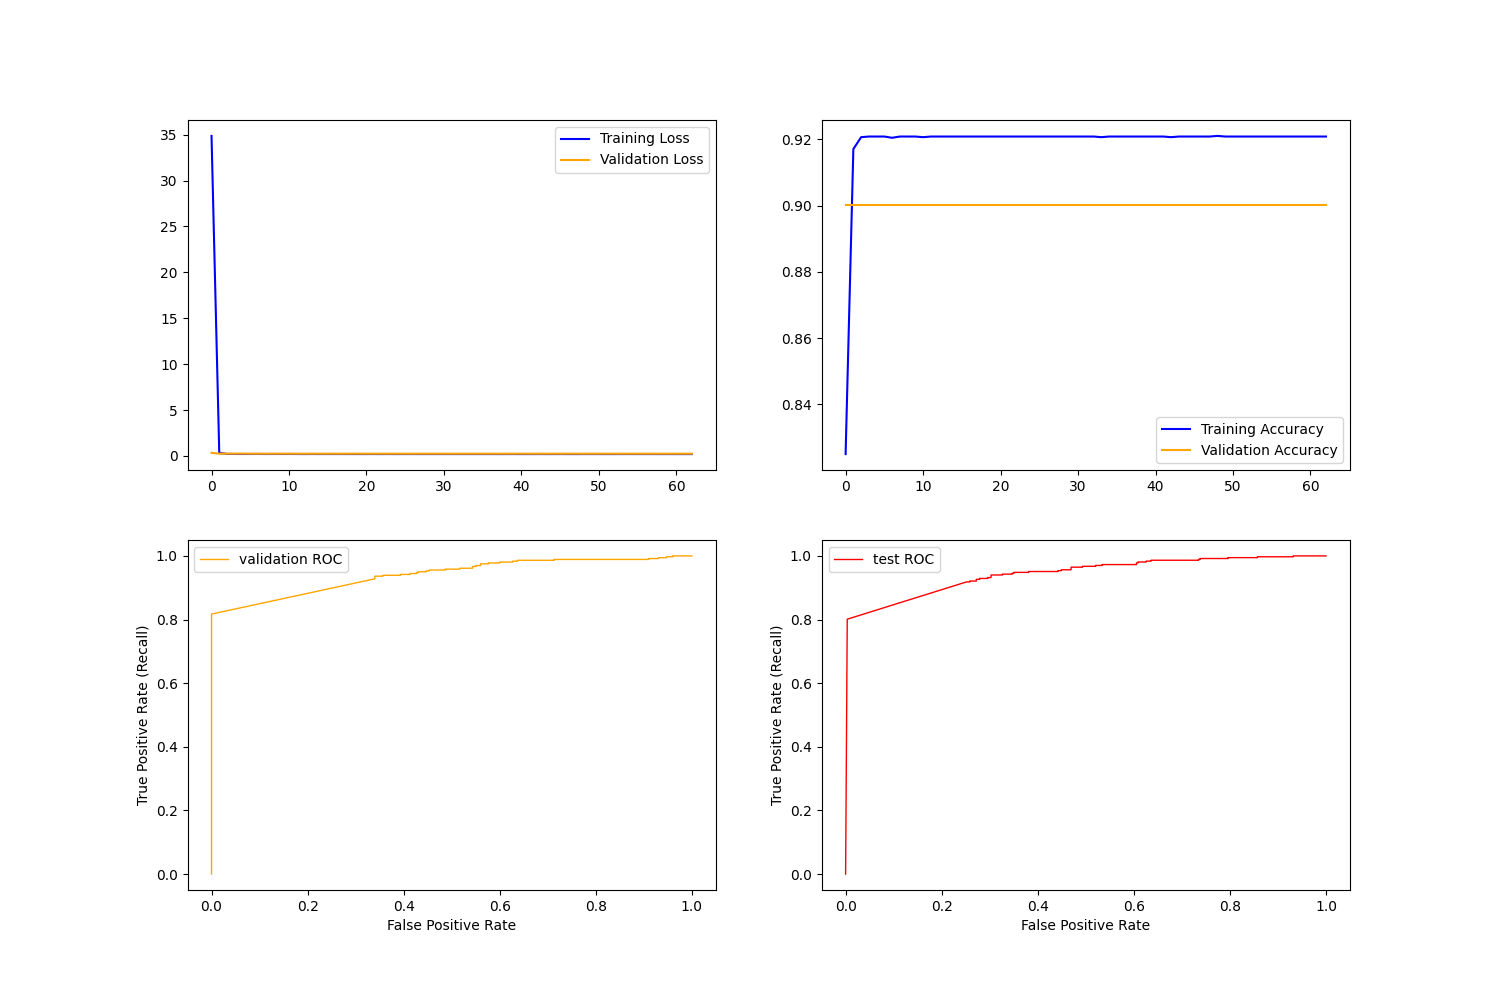 35
30
25
20
15
10
5
0
0 10 20 30 40 50 60
Training Loss
Validation Loss
0.92
0.90
0.88
0.86
0.84
0 10 20 30 40 50 60
Training Accuracy
Validation Accuracy
True Positive Rate (Recall)
1.0
0.8
0.6
0.4
0.2
0.0
validation ROC
0.0 0.2 0.4 0.6 0.8 1.0
False Positive Rate
True Positive Rate (Recall)
1.0
0.8
0.6
0.4
0.2
0.0
test ROC
0.0 0.2 0.4 0.6 0.8 1.0
False Positive Rate